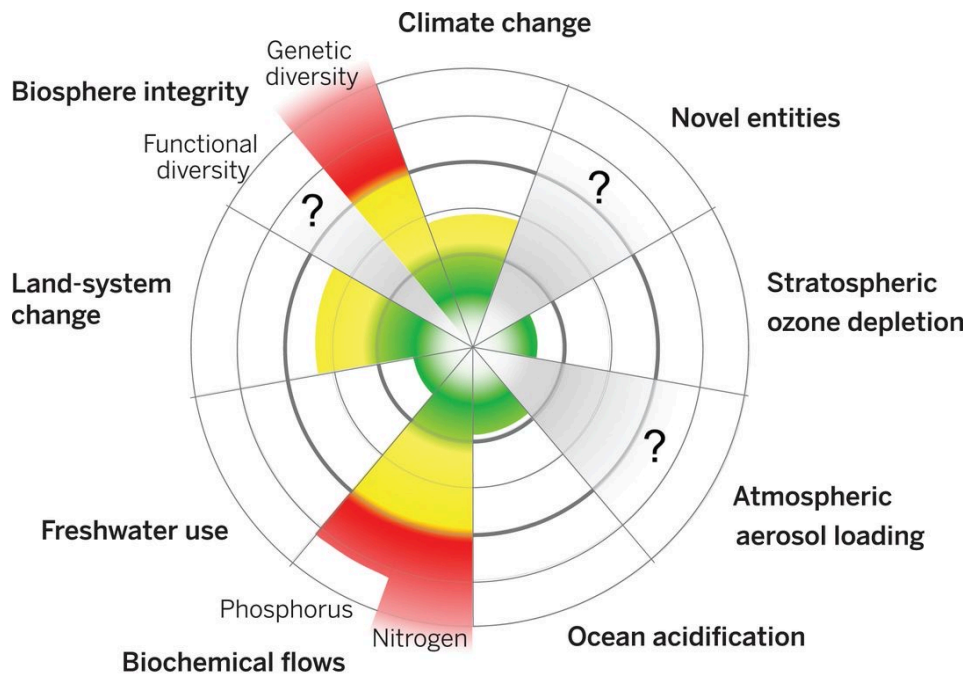 Climate change
Genetic
diversity
Biosphere integrity
Functional
diversity
Novel entities
?
?
Land-system
change
Stratospheric
ozone depletion
?
Atmospheric
aerosol loading
Freshwater use
Phosphorus
Nitrogen
Ocean acidification
Biochemical flows